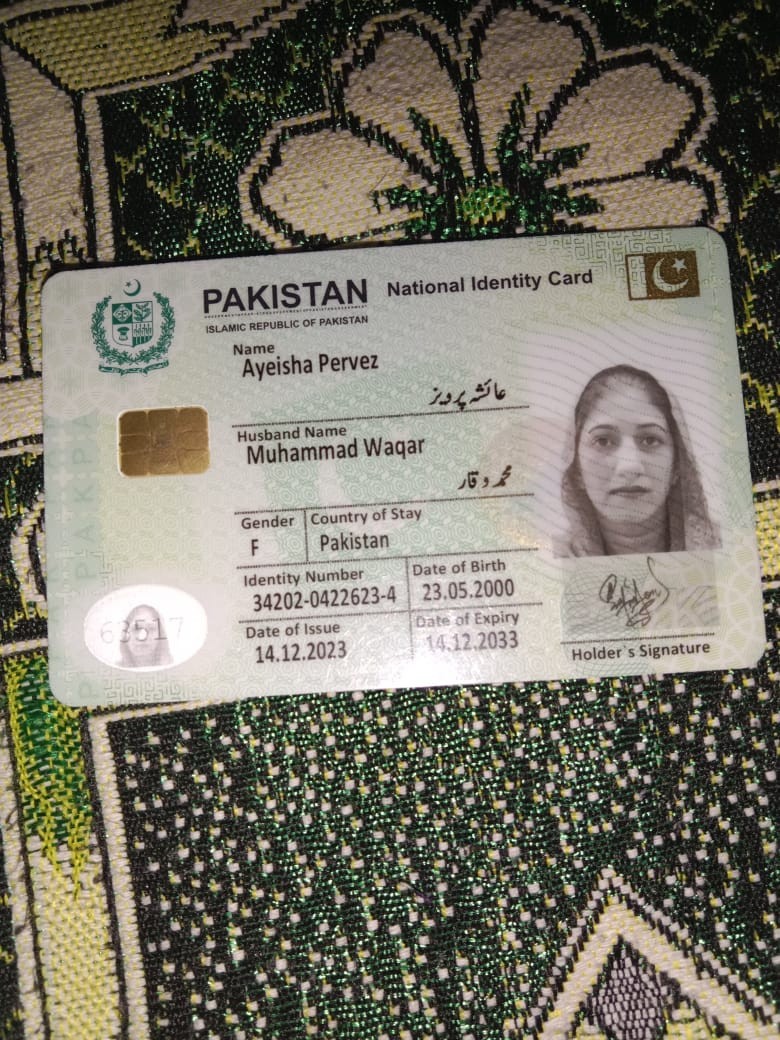 PAKISTAN National Identity Card
ISLAMIC REPUBLIC OF PAKISTAN
Name
Ayeisha Pervez
عائشہ پرویز
Husband Name
Muhammad Waqar
محمد وقار
Gender Country of Stay
F Pakistan
Identity Number Date of Birth
34202-0422623-4 23.05.2000
Date of Issue Date of Expiry
14.12.2023 14.12.2033
63517
Holder's Signature